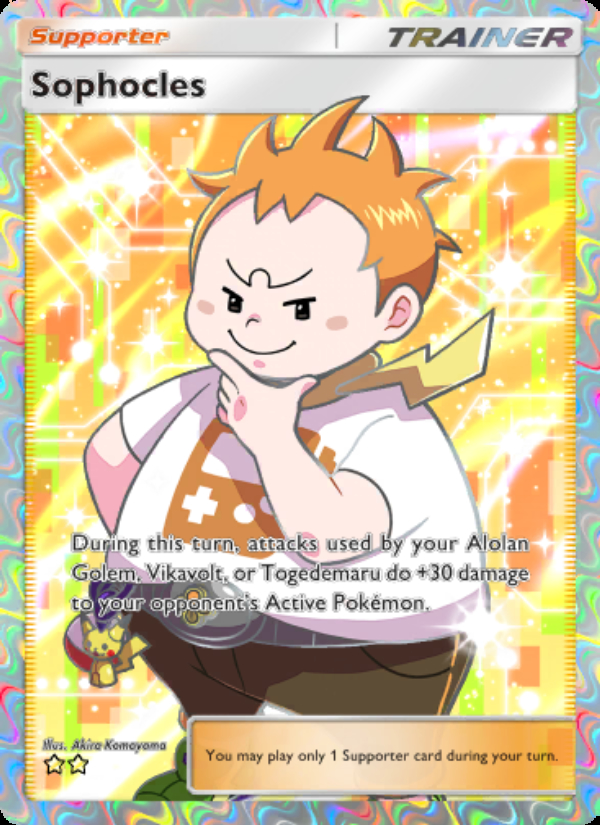 Supporter
TRAINER
Sophocles
During this turn, attacks used by your Alolan
Golem, Vikavolt, or Togedemaru do +30 damage
to your opponent's Active Pokémon.
Illus. Akira Komayama
You may play only 1 Supporter card during your turn.